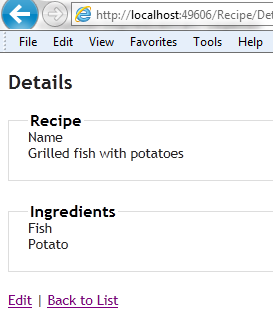 http://localhost:49606/Recipe/De
File Edit View Favorites Tools Help
Details
Recipe
Name
Grilled fish with potatoes
Ingredients
Fish
Potato
Edit | Back to List